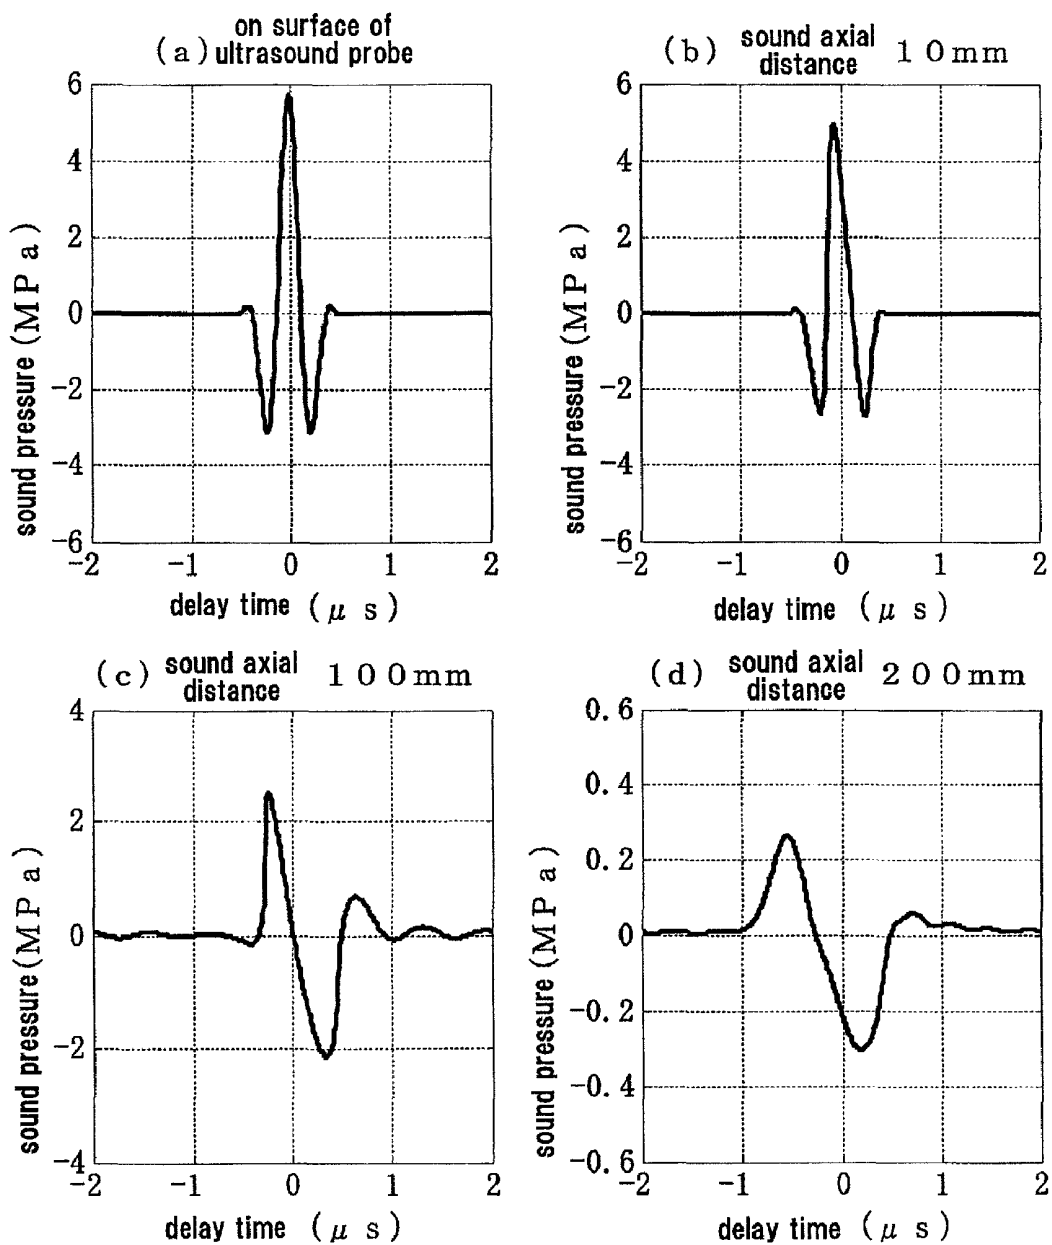 (a) on surface of
ultrasound probe
6
4
2
0
-2
-4
-6
-2 -1 0 1 2
sound pressure (MPa)
delay time (μ s)
(b) sound axial
distance 10mm
6
4
2
0
-2
-4
-6
-2 -1 0 1 2
sound pressure (MPa)
delay time (μ s)
(c) sound axial
distance 100mm
4
2
0
-2
-4
-2 -1 0 1 2
sound pressure (MPa)
delay time (μ s)
(d) sound axial
distance 200mm
0.6
0.4
0.2
0
-0.2
-0.4
-0.6
-2 -1 0 1 2
sound pressure (MPa)
delay time (μ s)